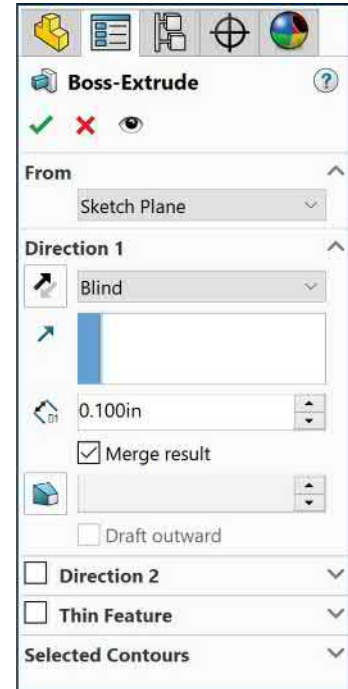 Boss-Extrude
?
From
Sketch Plane
Direction 1
Blind
D1
0.100in
Merge result
Draft outward
Direction 2
Thin Feature
Selected Contours